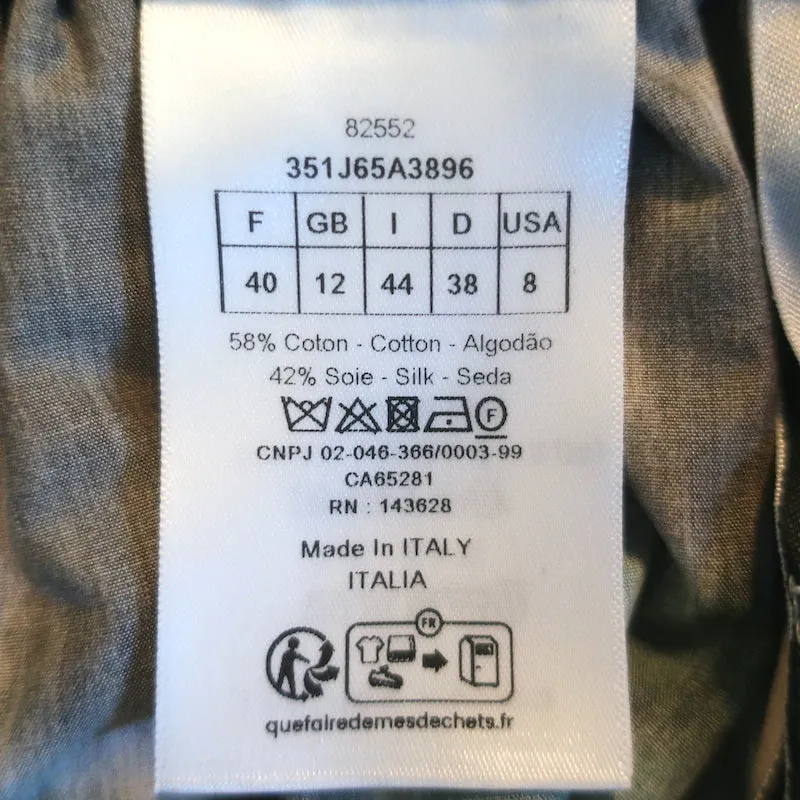 82552
351J65A3896
F GB I D USA
40 12 44 38 8
58% Coton - Cotton - Algodão
42% Soie - Silk - Seda
F
CNPJ 02-046-366/0003-99
CA65281
RN : 143628
Made In ITALY
ITALIA
FR
quefairedemesdechets.fr